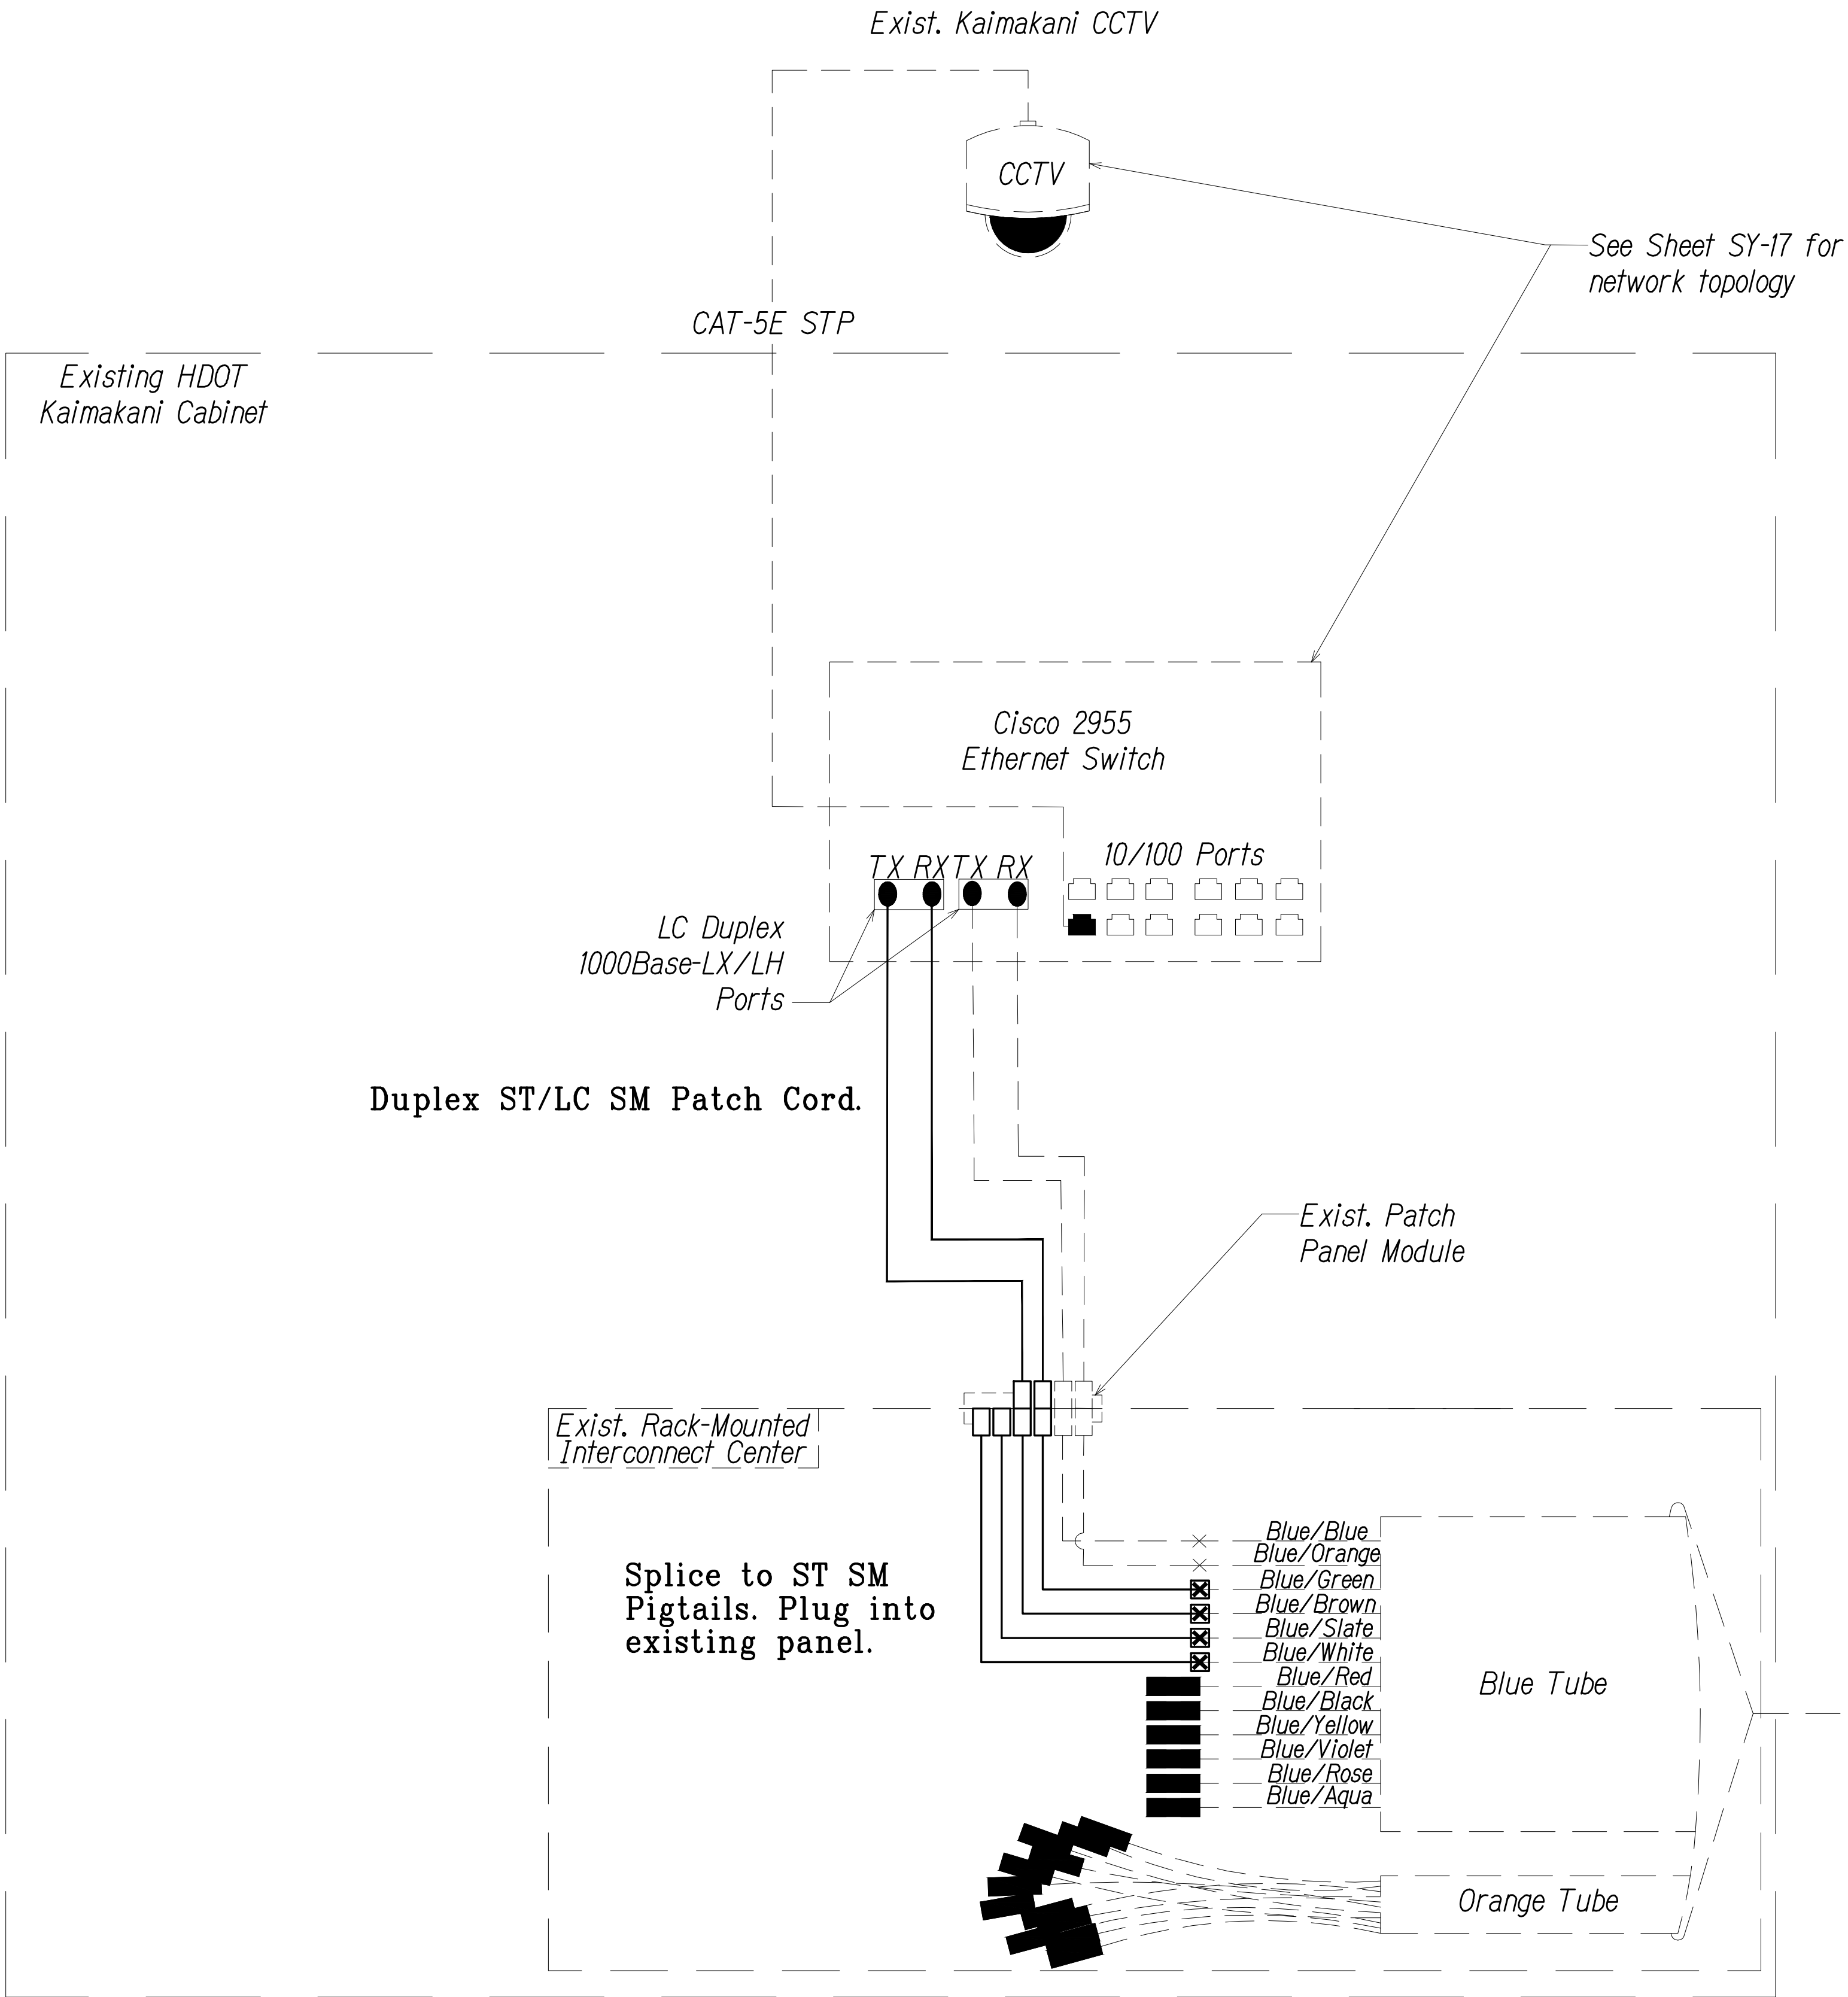 Exist. Kaimakani CCTV
CCTV
See Sheet SY-17 for
network topology
CAT-5E STP
Existing HDOT
Kaimakani Cabinet
Cisco 2955
Ethernet Switch
TX RX TX RX
10/100 Ports
LC Duplex
1000Base-LX/LH
Ports
Duplex ST/LC SM Patch Cord.
Exist. Patch
Panel Module
Exist. Rack-Mounted
Interconnect Center
Splice to ST SM
Pigtails. Plug into
existing panel.
Blue/Blue
Blue/Orange
Blue/Green
Blue/Brown
Blue/Slate
Blue/White
Blue/Red
Blue/Black
Blue/Yellow
Blue/Violet
Blue/Rose
Blue/Aqua
Blue Tube
Orange Tube